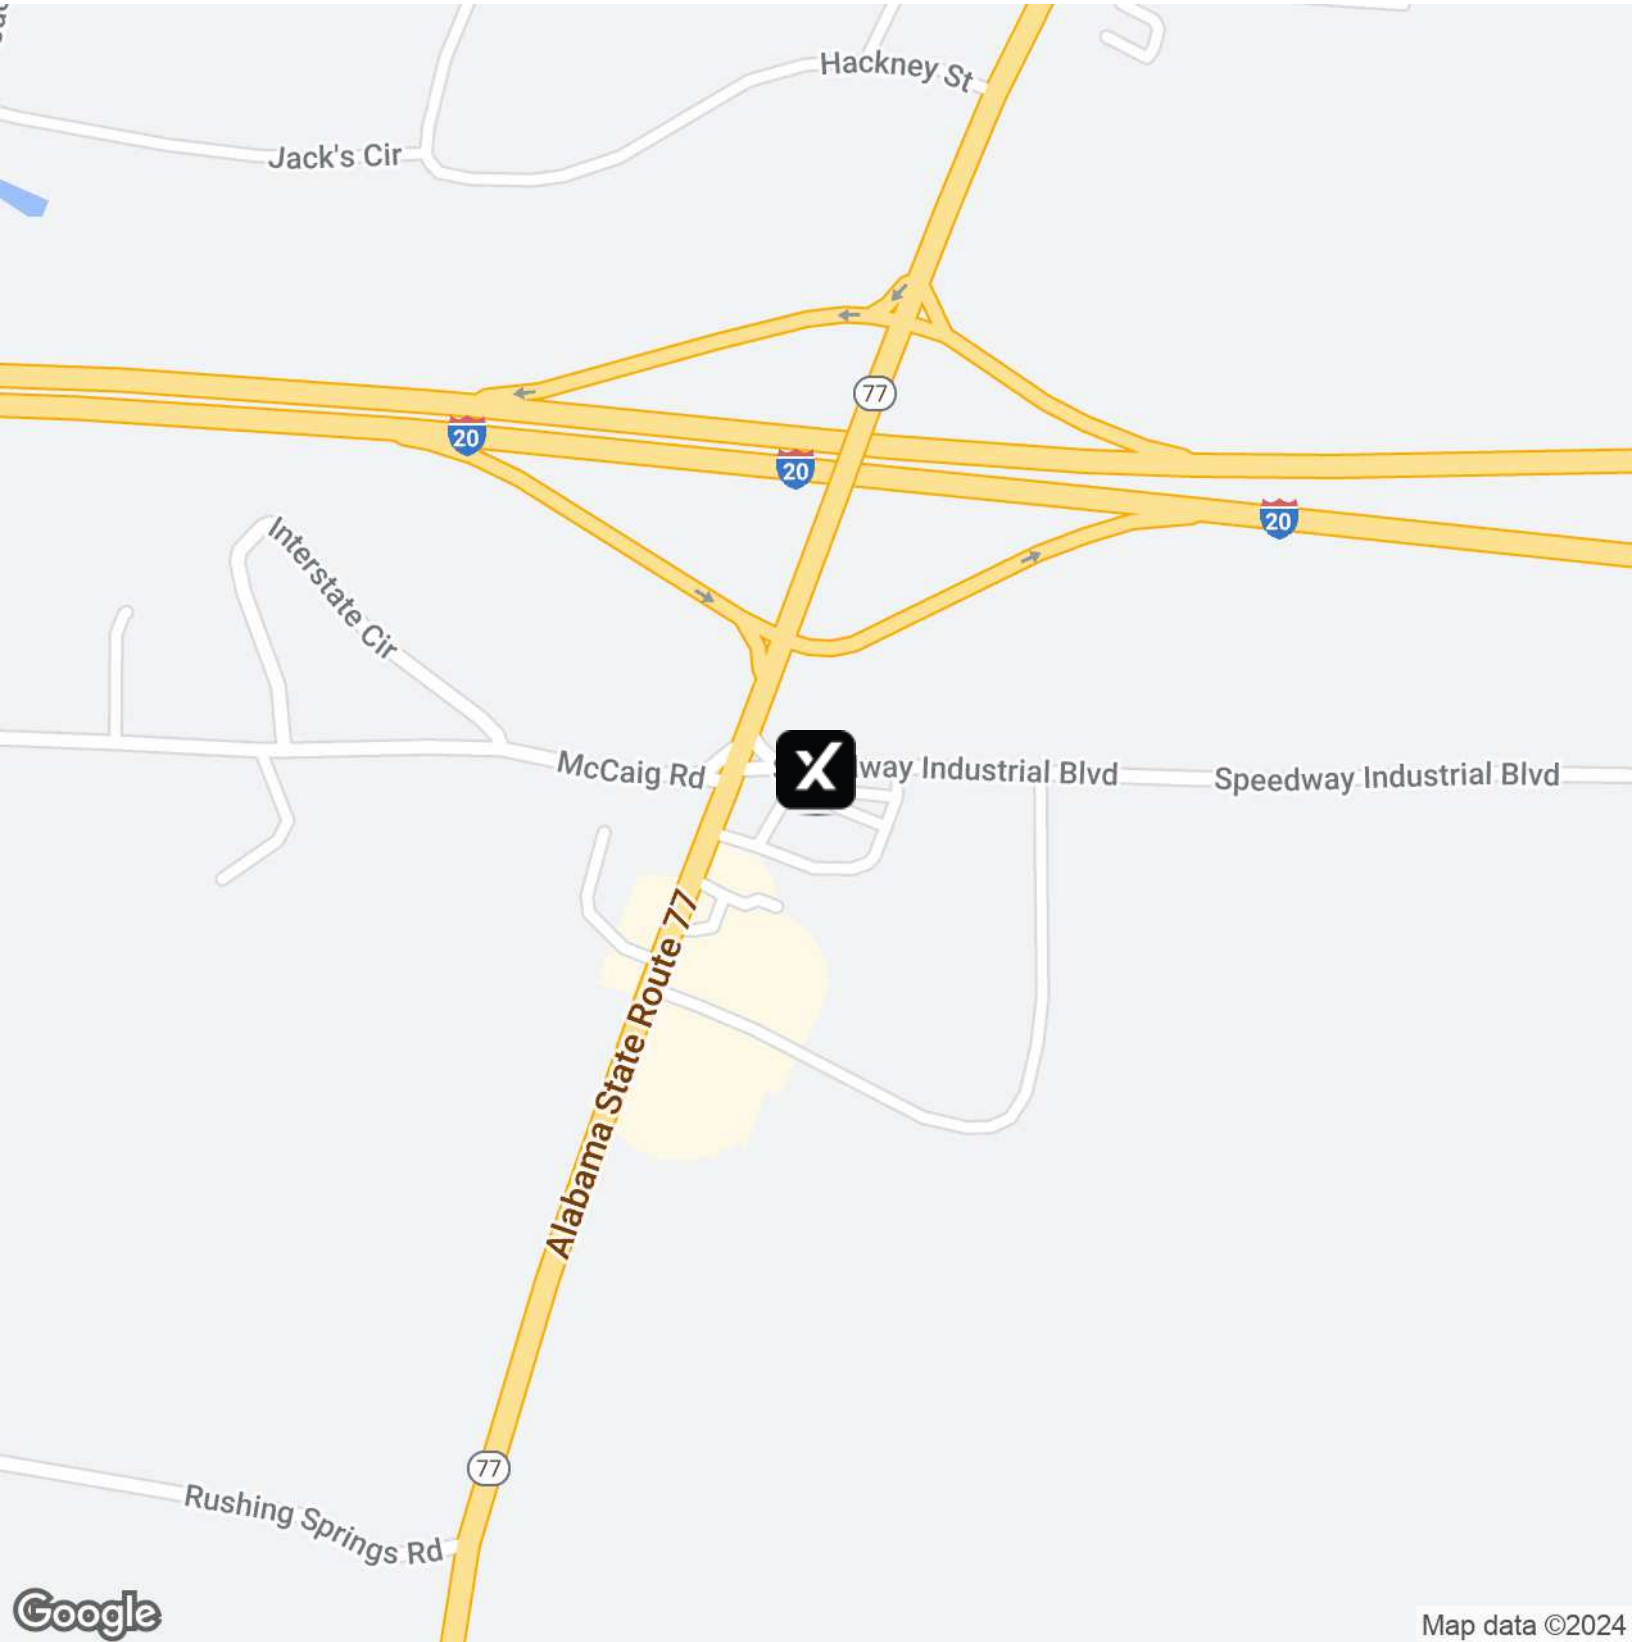 Hackney St
Jack's Cir
77
20
20
20
Interstate Cir
McCaig Rd
way Industrial Blvd
Speedway Industrial Blvd
Alabama State Route 77
77
Rushing Springs Rd
Google
Map data ©2024